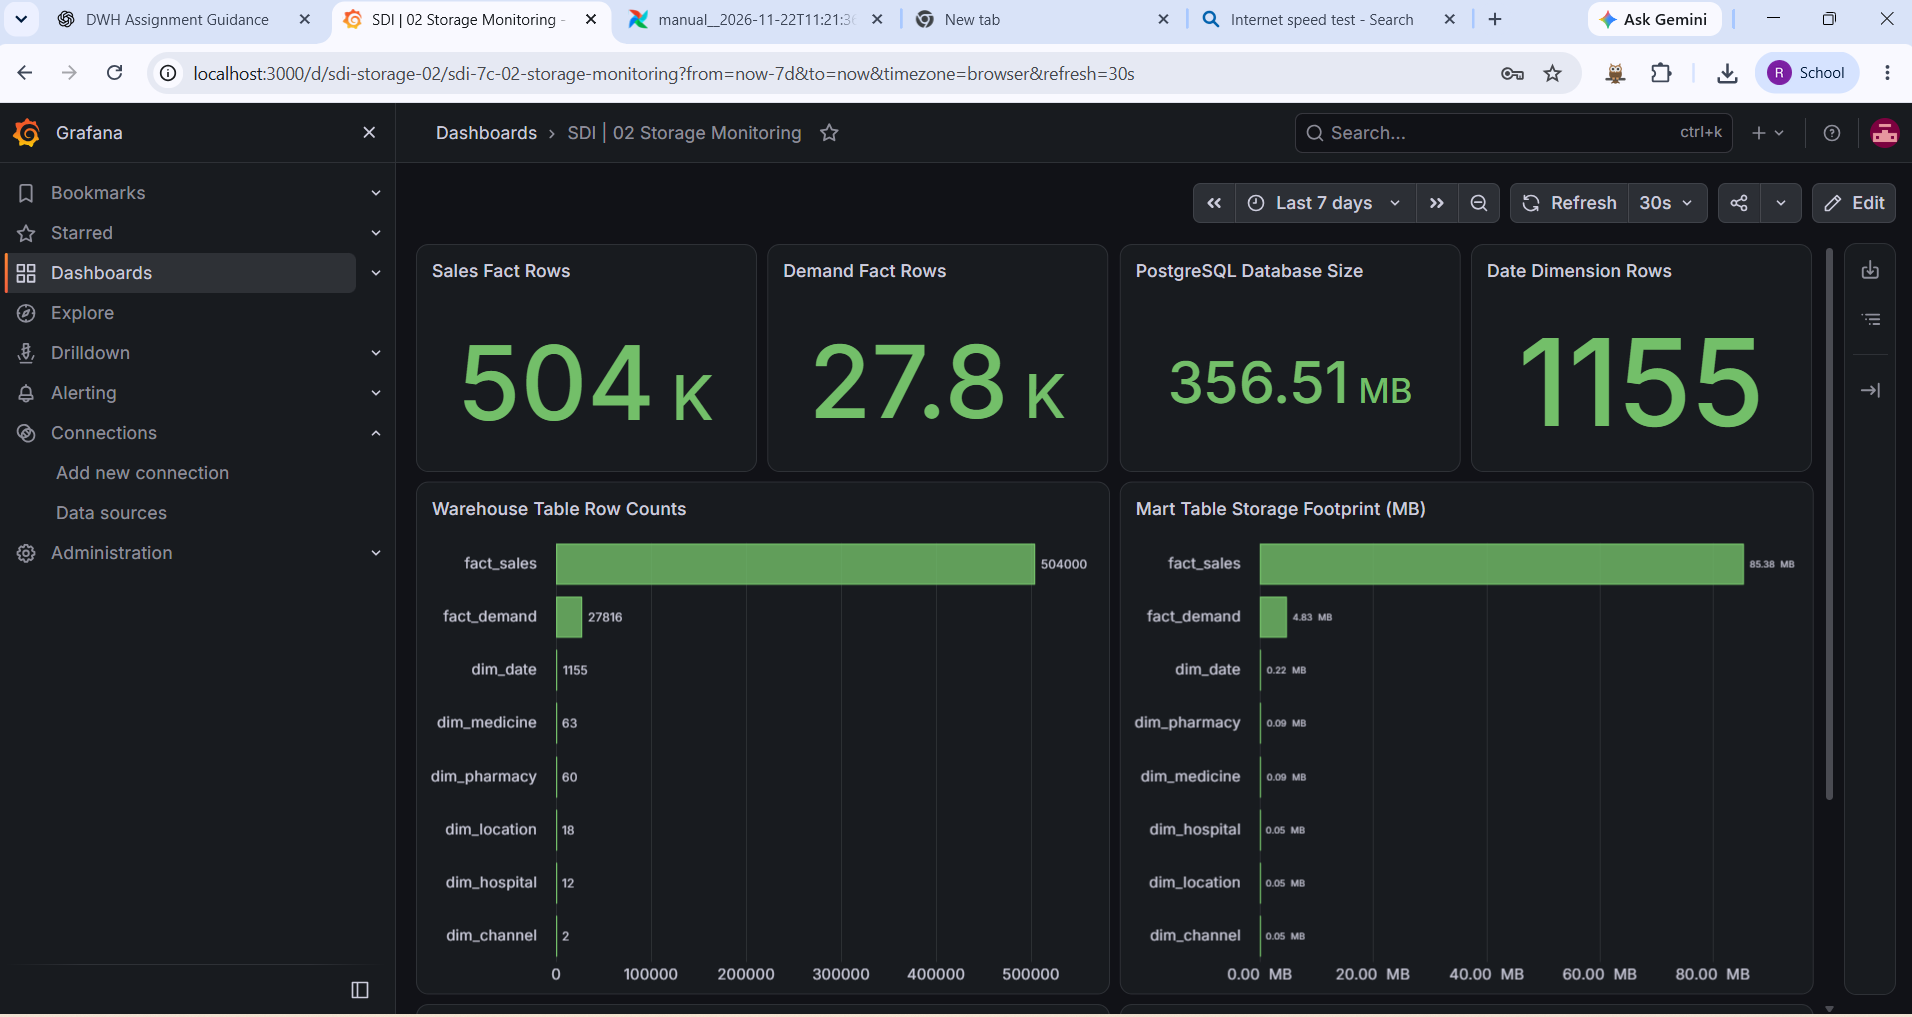 DWH Assignment Guidance
SDI | 02 Storage Monitoring -
manual__2026-11-22T11:21:36
New tab
Internet speed test - Search
Ask Gemini
localhost:3000/d/sdi-storage-02/sdi-7c-02-storage-monitoring?from=now-7d&to=now&timezone=browser&refresh=30s
R School
Grafana
Dashboards › SDI | 02 Storage Monitoring
Search... ctrl+k
Bookmarks
Starred
Dashboards
Explore
Drilldown
Alerting
Connections
Add new connection
Data sources
Administration
Last 7 days
Refresh 30s
Edit
Sales Fact Rows
504 K
Demand Fact Rows
27.8 K
PostgreSQL Database Size
356.51 MB
Date Dimension Rows
1155
Warehouse Table Row Counts
fact_sales 504000
fact_demand 27816
dim_date 1155
dim_medicine 63
dim_pharmacy 60
dim_location 18
dim_hospital 12
dim_channel 2
0 100000 200000 300000 400000 500000
Mart Table Storage Footprint (MB)
fact_sales 85.38 MB
fact_demand 4.83 MB
dim_date 0.22 MB
dim_pharmacy 0.09 MB
dim_medicine 0.09 MB
dim_hospital 0.05 MB
dim_location 0.05 MB
dim_channel 0.05 MB
0.00 MB 20.00 MB 40.00 MB 60.00 MB 80.00 MB